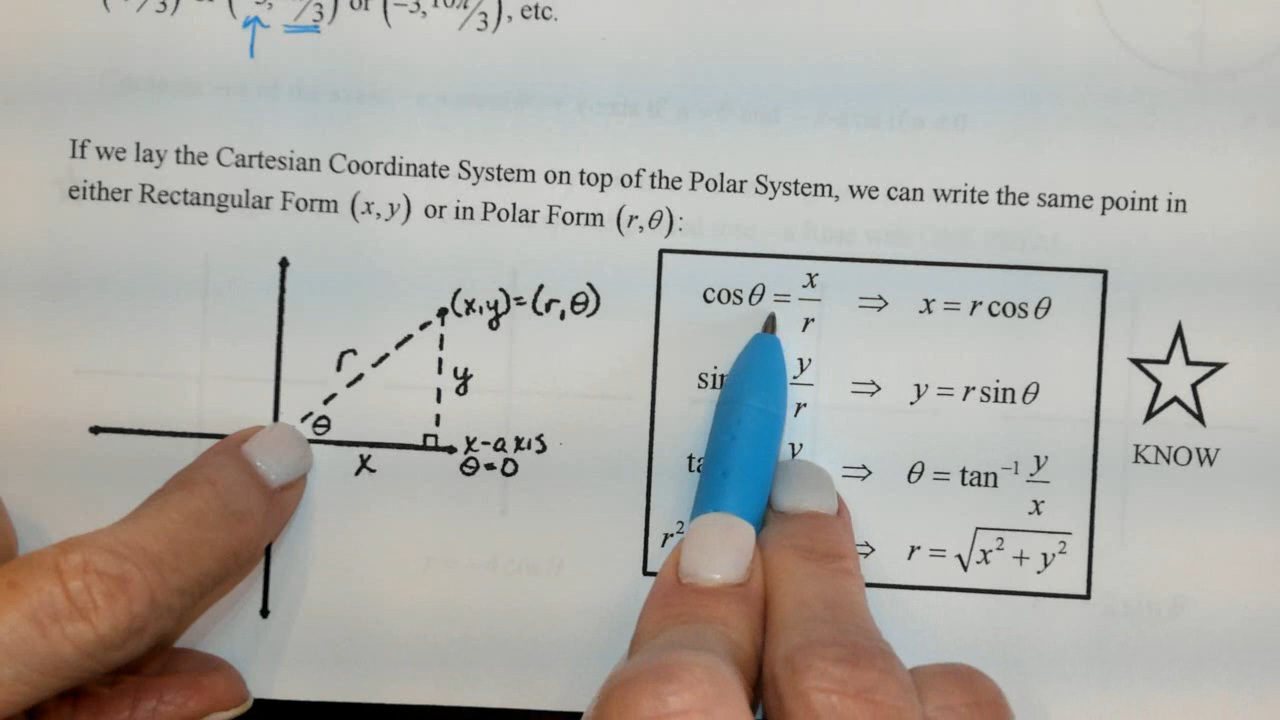 or (-3, 10π/3), etc.
If we lay the Cartesian Coordinate System on top of the Polar System, we can write the same point in
either Rectangular Form (x, y) or in Polar Form (r, θ):
(x,y)=(r,θ)
r
y
θ
x-axis
x
θ=0
cos θ = x/r ⇒ x = r cos θ
y/r ⇒ y = r sin θ
⇒ θ = tan⁻¹ y/x
r² ⇒ r = √x² + y²
KNOW